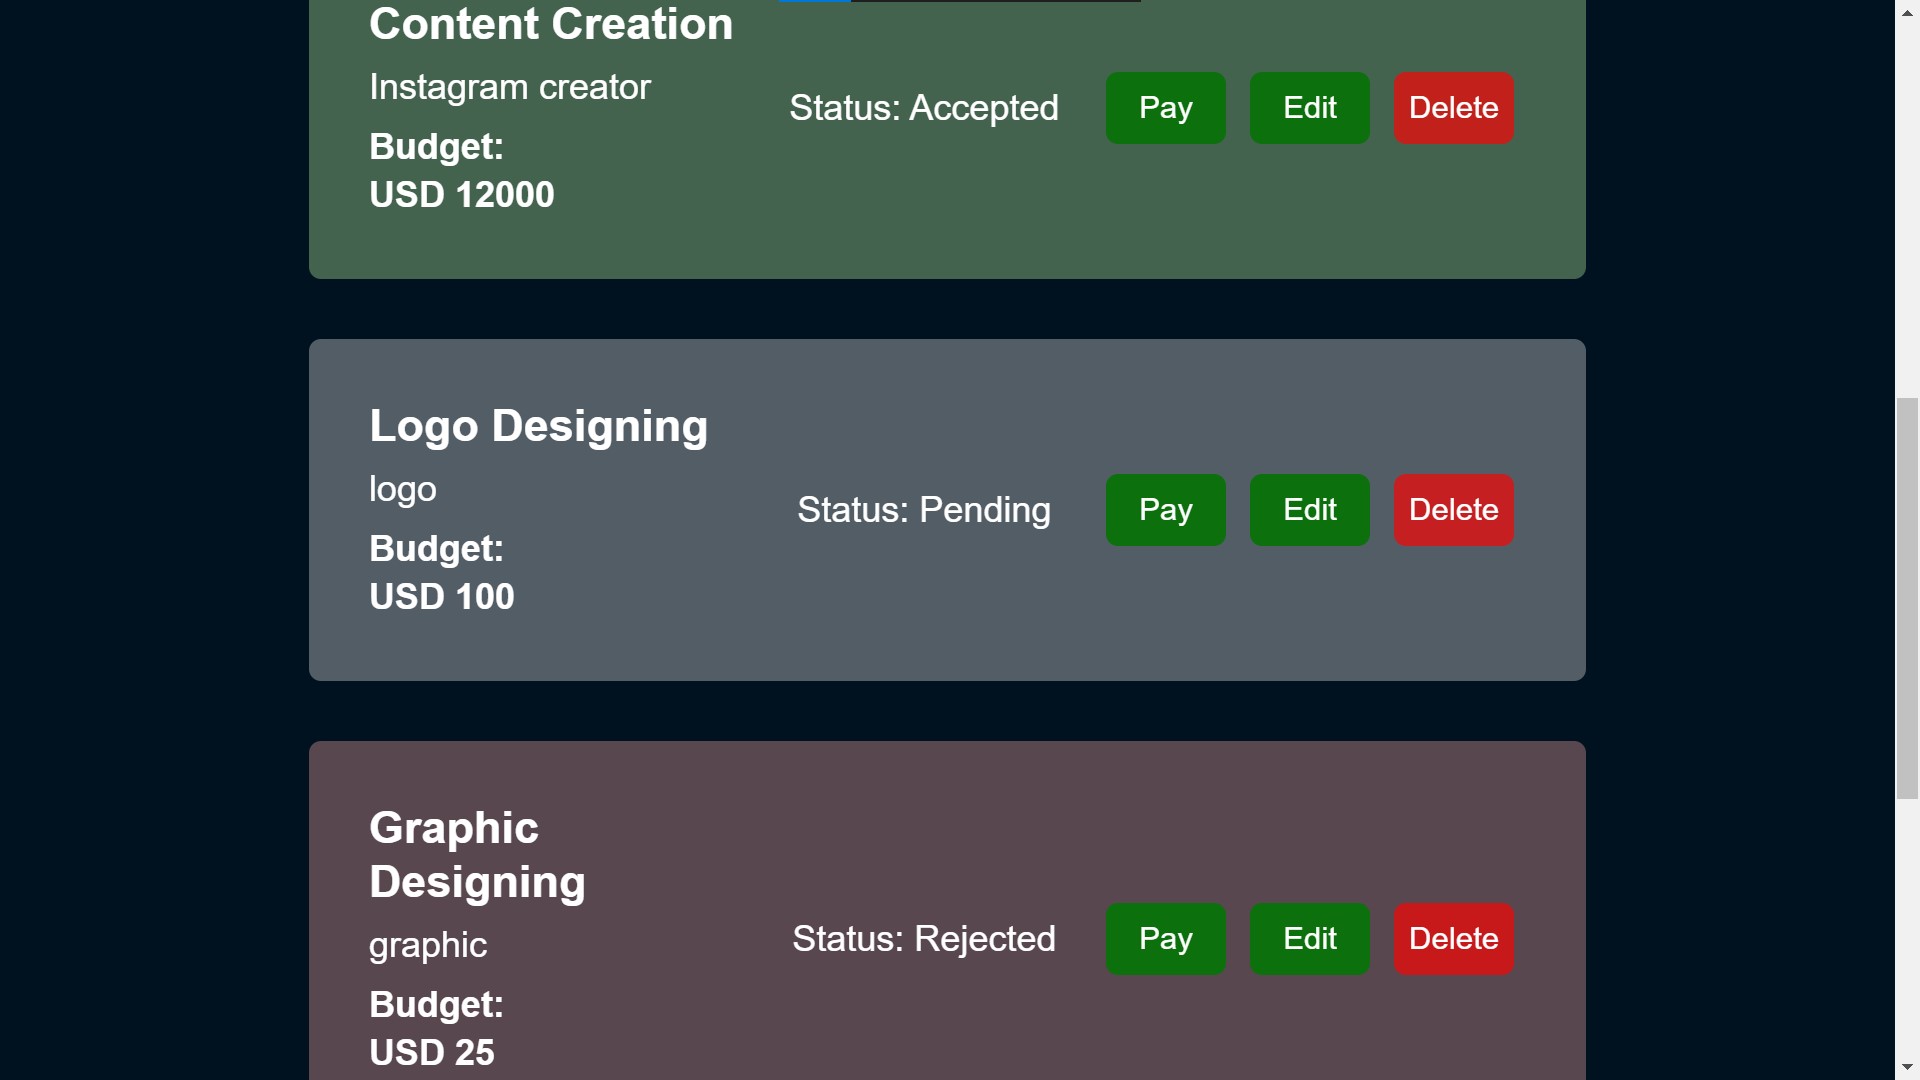 Content Creation
Instagram creator
Budget:
USD 12000
Status: Accepted
Pay
Edit
Delete
Logo Designing
logo
Budget:
USD 100
Status: Pending
Pay
Edit
Delete
Graphic
Designing
graphic
Budget:
USD 25
Status: Rejected
Pay
Edit
Delete